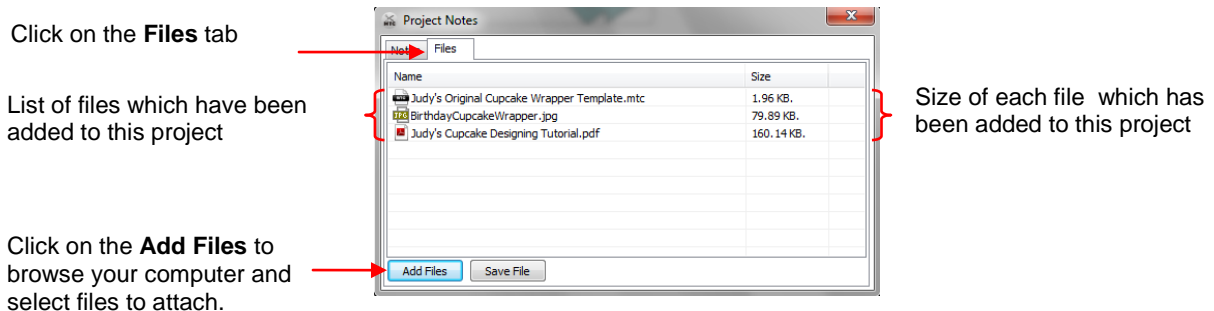 Project Notes
Click on the Files tab
Notes Files
Name Size
List of files which have been
added to this project
Judy's Original Cupcake Wrapper Template.mtc 1.96 KB.
BirthdayCupcakeWrapper.jpg 79.89 KB.
Judy's Cupcake Designing Tutorial.pdf 160.14 KB.
Size of each file which has
been added to this project
Click on the Add Files to
browse your computer and
select files to attach.
Add Files Save File